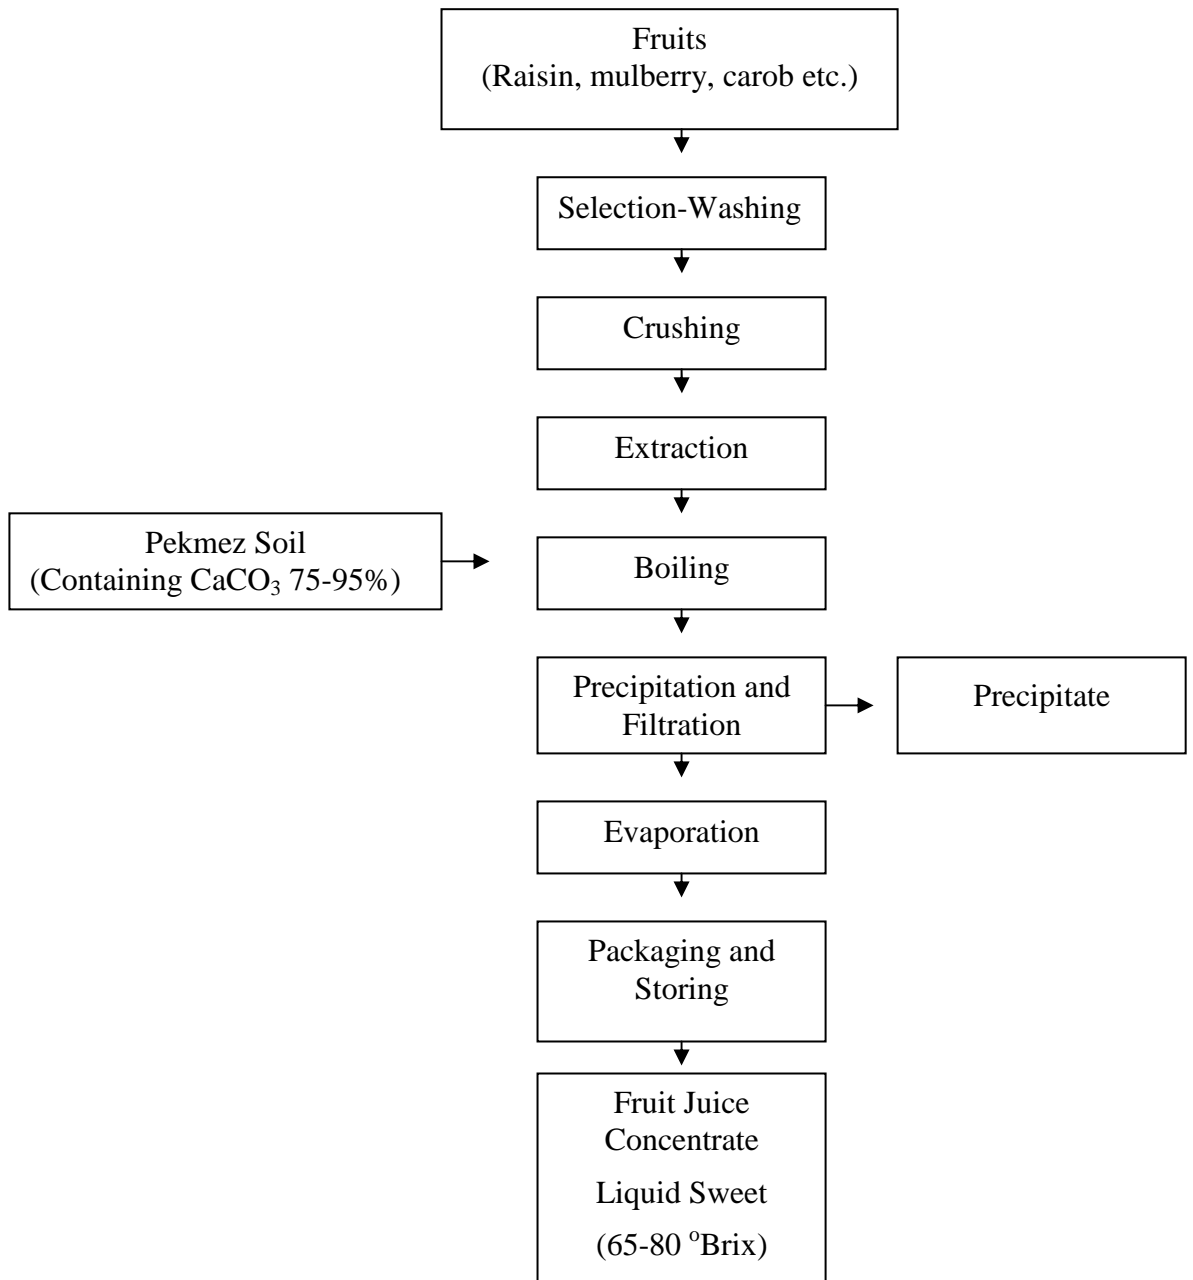 Fruits
(Raisin, mulberry, carob etc.)
Selection-Washing
Crushing
Extraction
Pekmez Soil
(Containing CaCO₃ 75-95%)
Boiling
Precipitation and
Filtration
Precipitate
Evaporation
Packaging and
Storing
Fruit Juice
Concentrate
Liquid Sweet
(65-80 ᵒBrix)